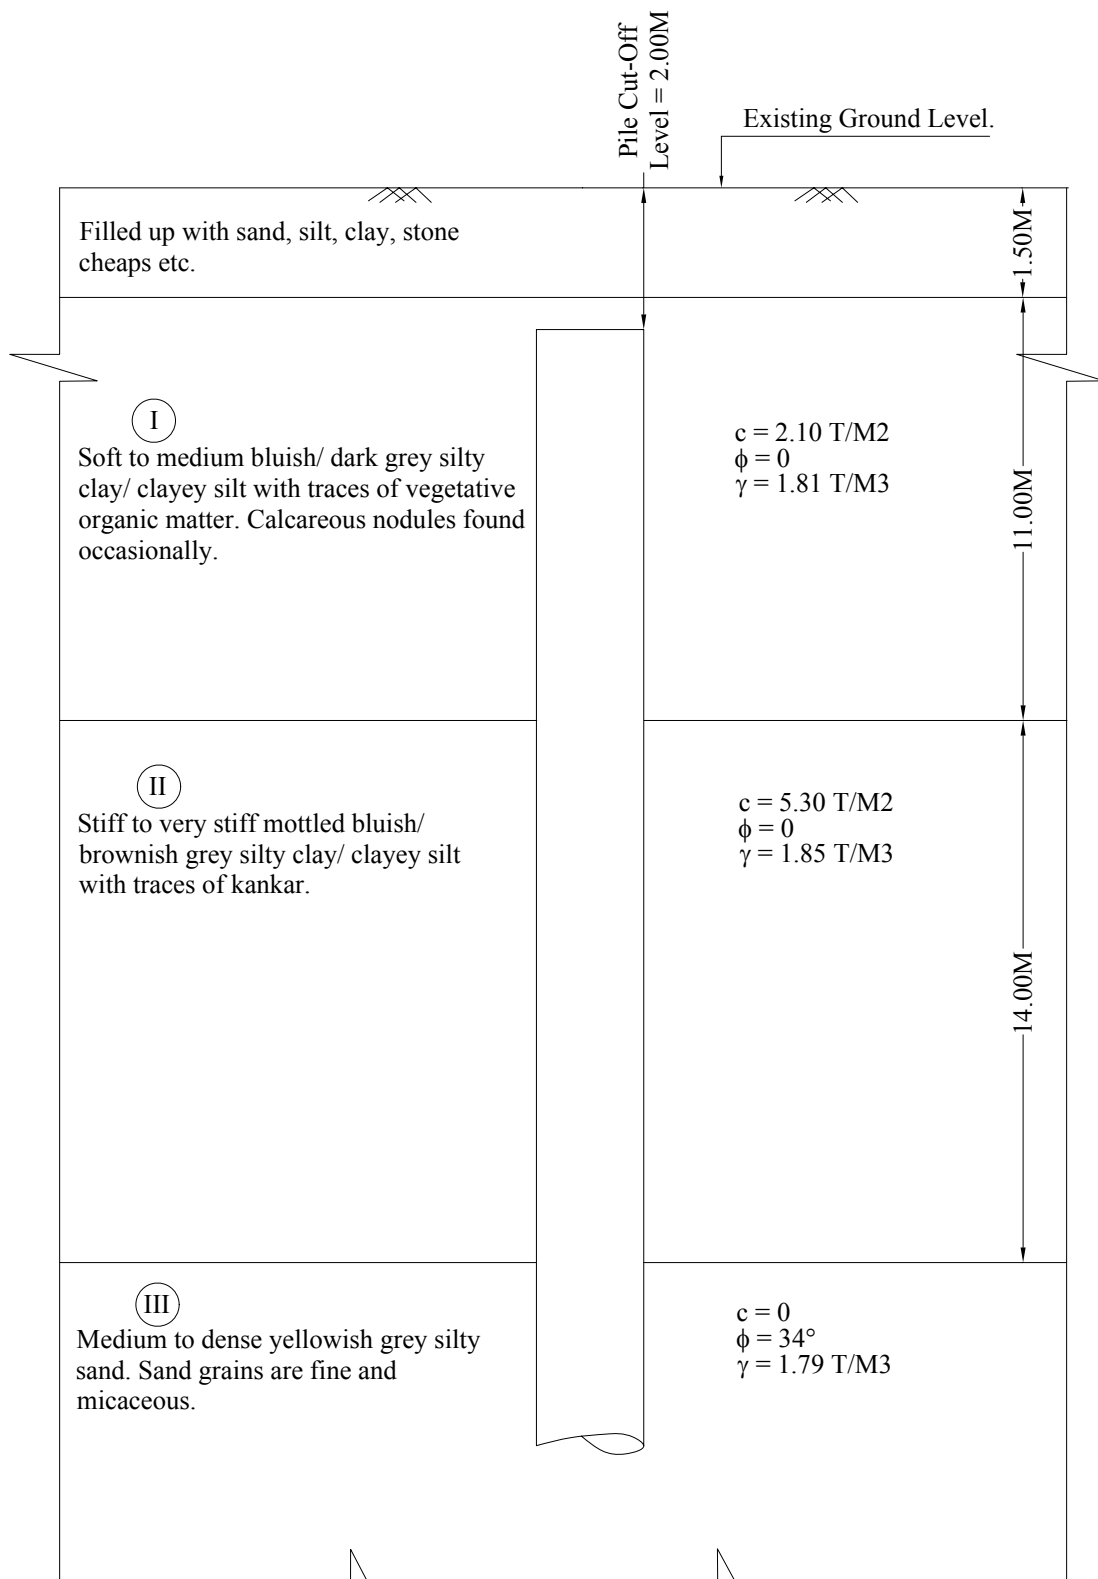 Pile Cut-Off
Level = 2.00M
Existing Ground Level.
Filled up with sand, silt, clay, stone
cheaps etc.
1.50M
I
Soft to medium bluish/ dark grey silty
clay/ clayey silt with traces of vegetative
organic matter. Calcareous nodules found
occasionally.
c = 2.10 T/M2
ϕ = 0
γ = 1.81 T/M3
11.00M
II
Stiff to very stiff mottled bluish/
brownish grey silty clay/ clayey silt
with traces of kankar.
c = 5.30 T/M2
ϕ = 0
γ = 1.85 T/M3
14.00M
III
Medium to dense yellowish grey silty
sand. Sand grains are fine and
micaceous.
c = 0
ϕ = 34°
γ = 1.79 T/M3